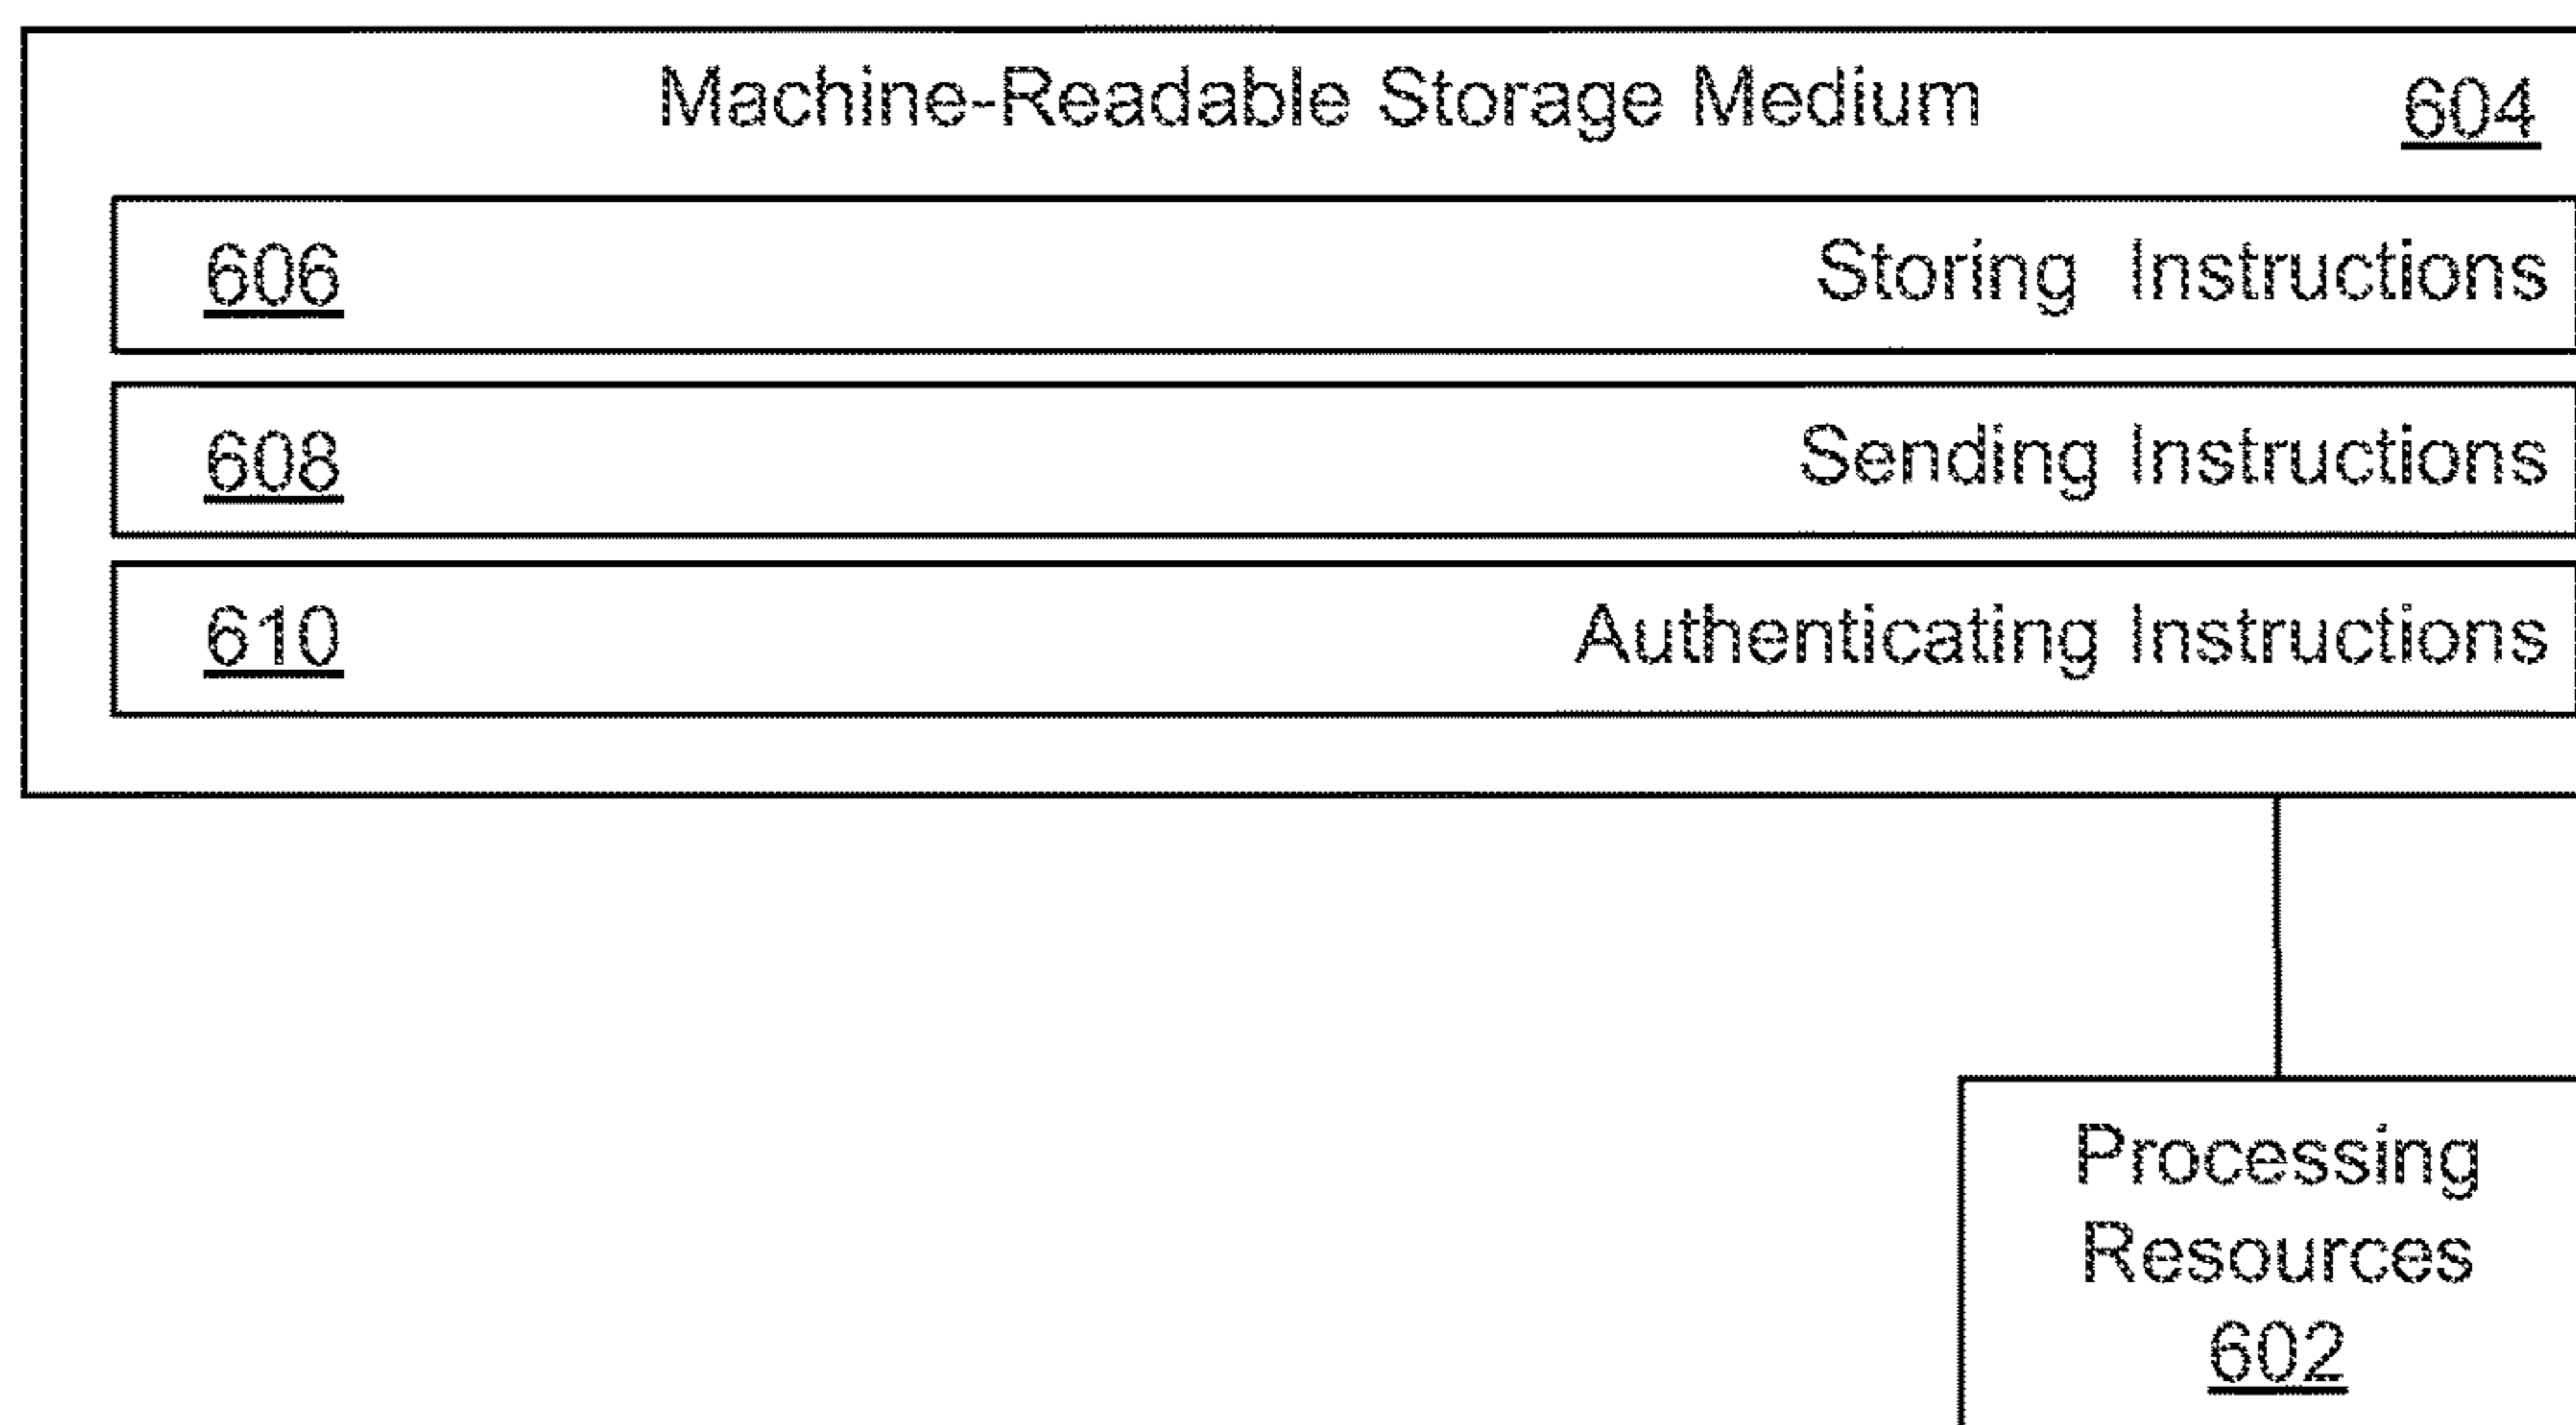 Machine-Readable Storage Medium 604
606 Storing Instructions
608 Sending Instructions
610 Authenticating Instructions
Processing
Resources
602